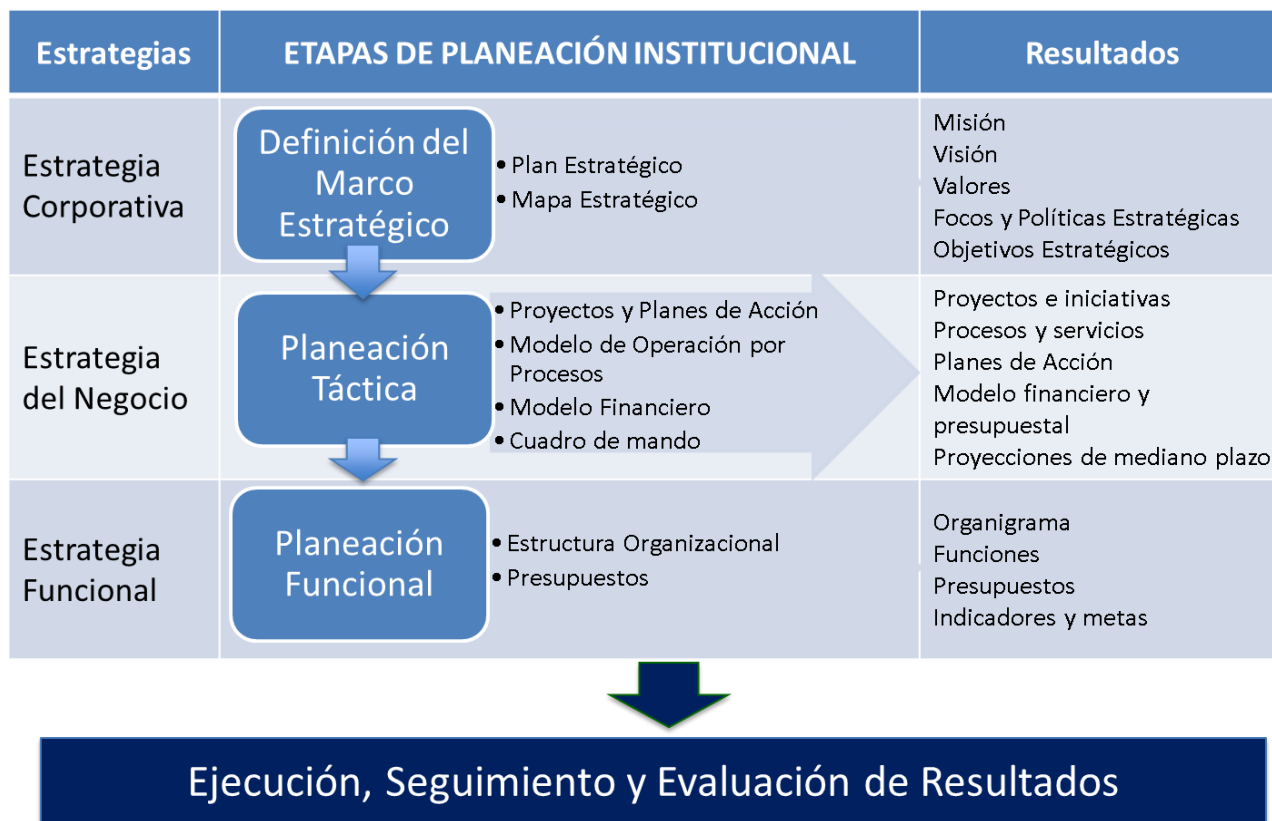 Estrategias
ETAPAS DE PLANEACIÓN INSTITUCIONAL
Resultados
Estrategia
Corporativa
Definición del
Marco
Estratégico
• Plan Estratégico
• Mapa Estratégico
Misión
Visión
Valores
Focos y Políticas Estratégicas
Objetivos Estratégicos
Estrategia
del Negocio
Planeación
Táctica
• Proyectos y Planes de Acción
• Modelo de Operación por
Procesos
• Modelo Financiero
• Cuadro de mando
Proyectos e iniciativas
Procesos y servicios
Planes de Acción
Modelo financiero y
presupuestal
Proyecciones de mediano plazo
Estrategia
Funcional
Planeación
Funcional
• Estructura Organizacional
• Presupuestos
Organigrama
Funciones
Presupuestos
Indicadores y metas
Ejecución, Seguimiento y Evaluación de Resultados